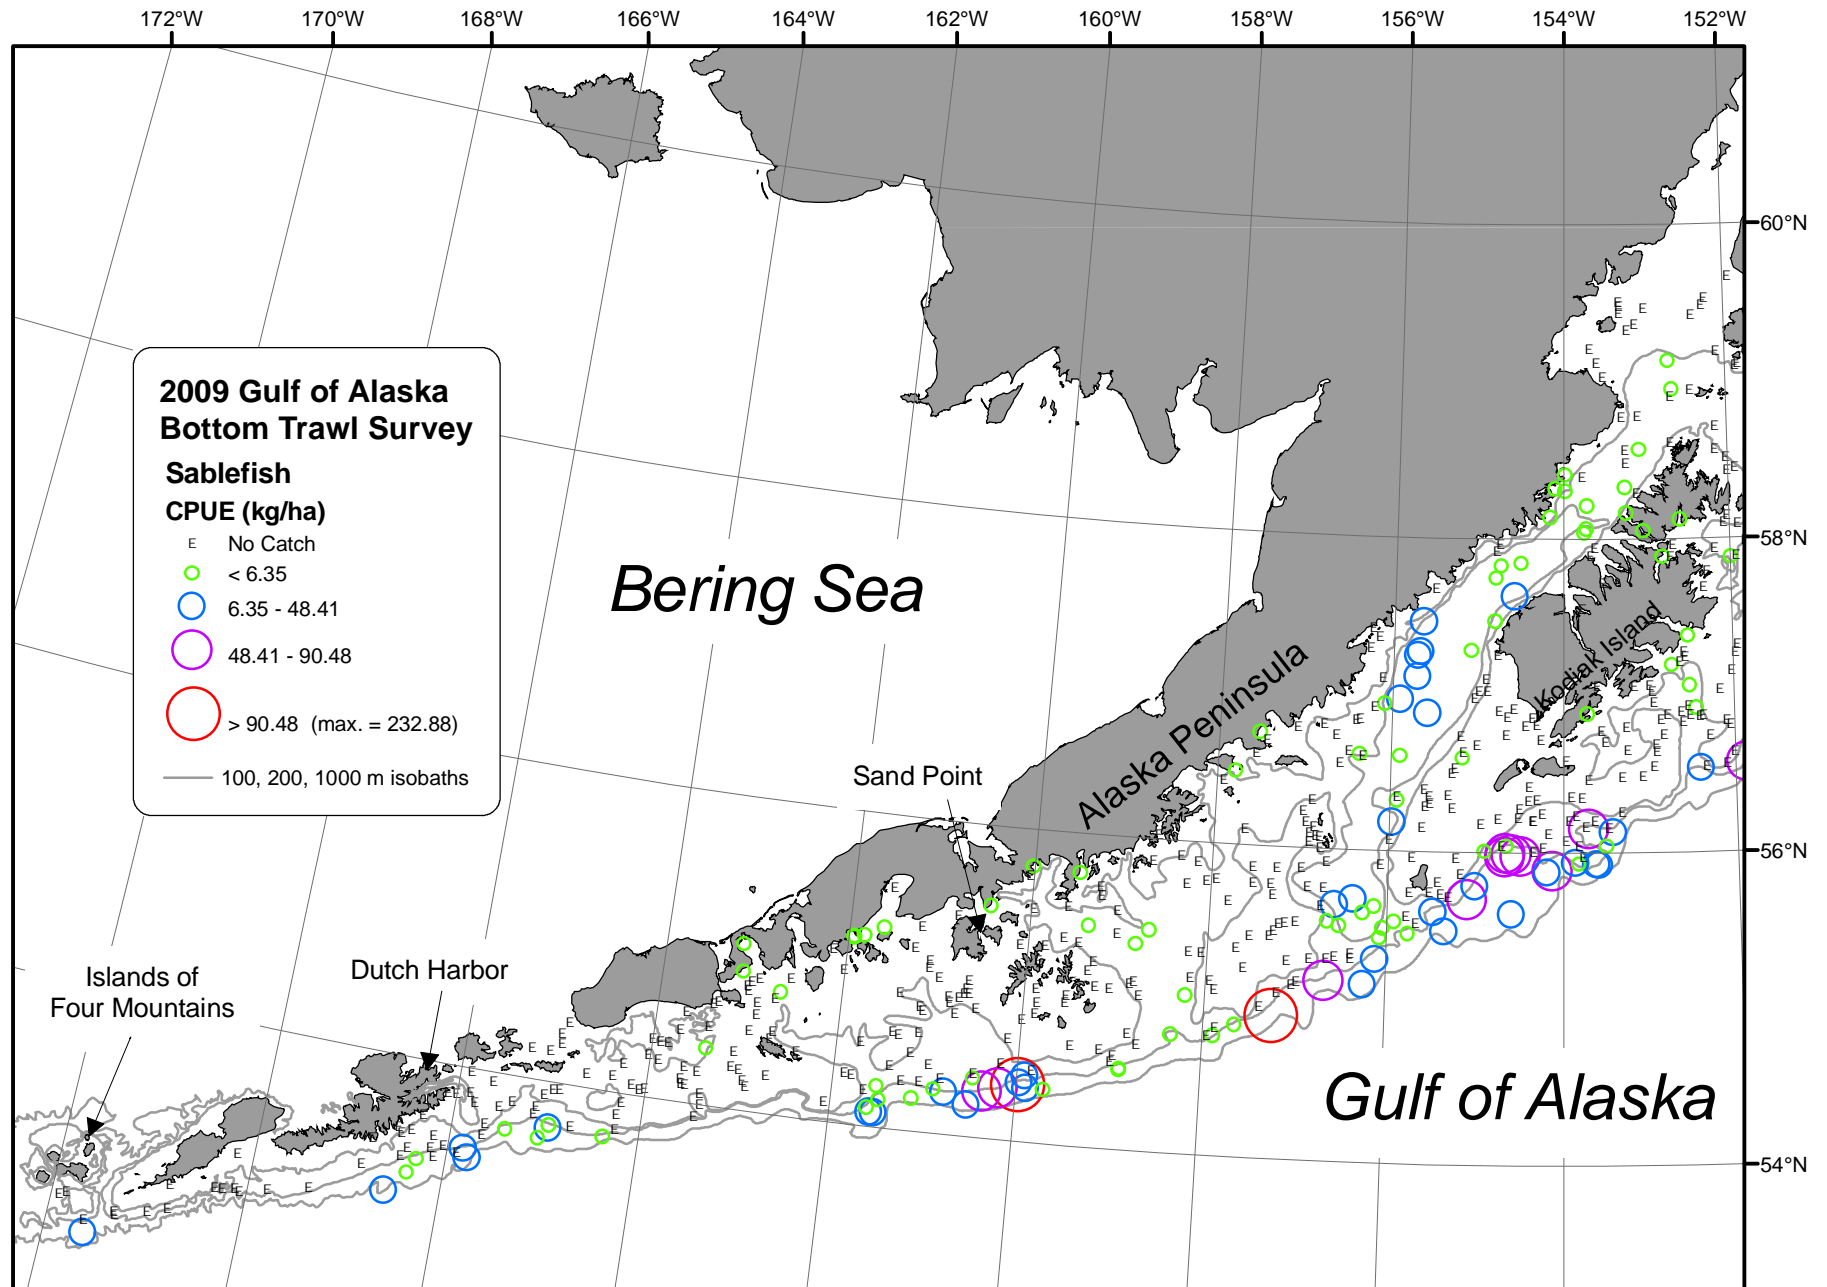 172°W 170°W 168°W 166°W 164°W 162°W 160°W 158°W 156°W 154°W 152°W
60°N
2009 Gulf of Alaska
Bottom Trawl Survey
Sablefish
CPUE (kg/ha)
E No Catch
< 6.35
6.35 - 48.41
48.41 - 90.48
> 90.48 (max. = 232.88)
100, 200, 1000 m isobaths
58°N
Bering Sea
Kodiak Island
Alaska Peninsula
Sand Point
56°N
Islands of
Four Mountains
Dutch Harbor
Gulf of Alaska
54°N